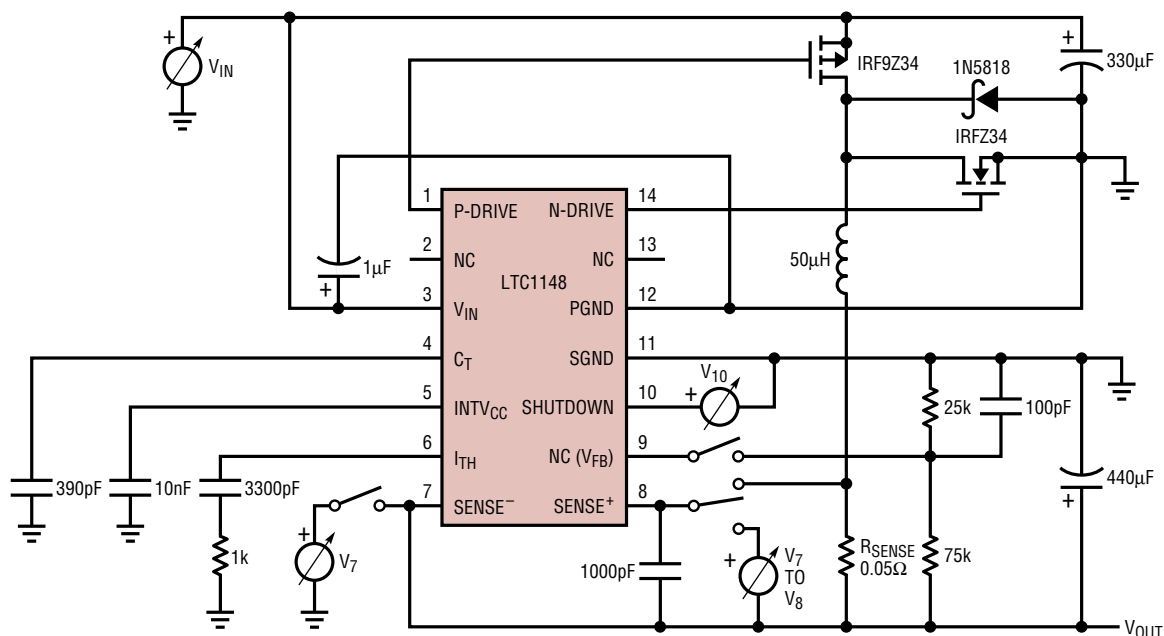 +
V_IN
IRF9Z34
1N5818
+
330µF
IRFZ34
1
P-DRIVE
N-DRIVE
14
2
NC
NC
13
+
1µF
LTC1148
50µH
3
V_IN
PGND
12
4
C_T
SGND
11
5
INTV_CC
SHUTDOWN
10
+
V_10
25k
100pF
6
I_TH
NC (V_FB)
9
7
SENSE⁻
SENSE⁺
8
390pF
10nF
3300pF
440µF
+
1k
+
V_7
1000pF
+
V_7
TO
V_8
R_SENSE
0.05Ω
75k
V_OUT